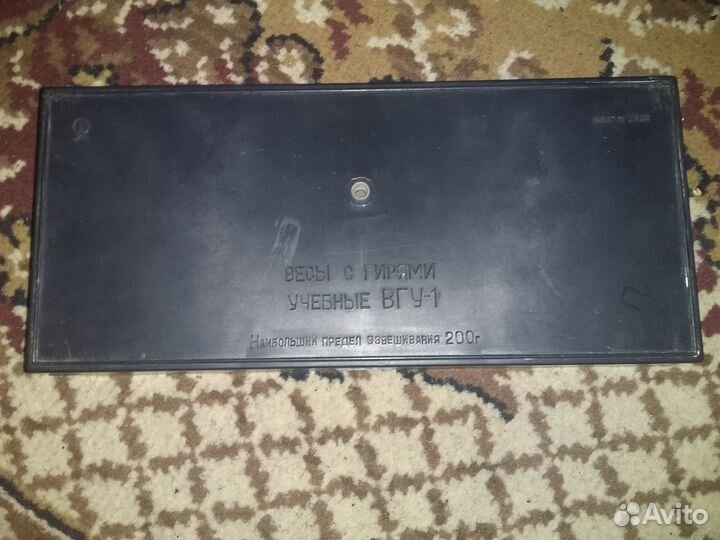 ВЕСЫ С ГИРЯМИ
УЧЕБНЫЕ ВГУ-1
НАИБОЛЬШИЙ ПРЕДЕЛ ВЗВЕШИВАНИЯ 200г
Avito